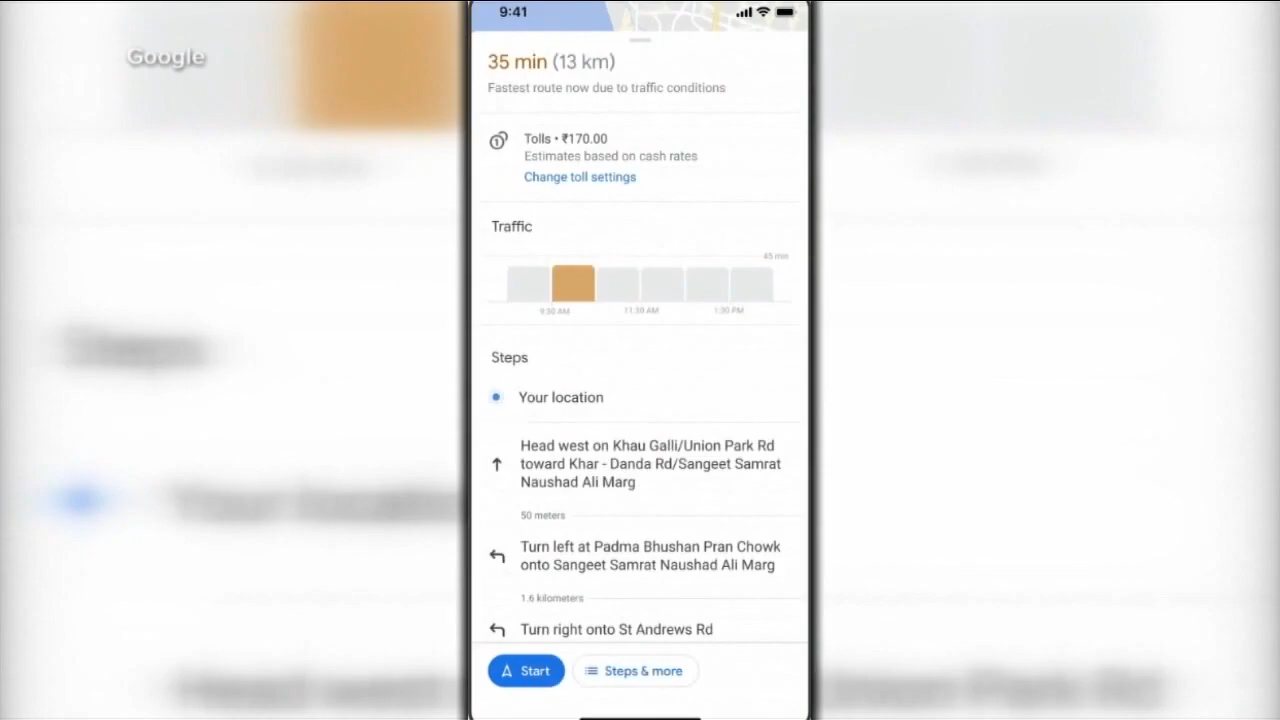 Google
9:41
35 min (13 km)
Fastest route now due to traffic conditions
Tolls • ₹170.00
Estimates based on cash rates
Change toll settings
Traffic
45 min
9:30 AM
11:30 AM
1:30 PM
Steps
Your location
Head west on Khau Galli/Union Park Rd
toward Khar - Danda Rd/Sangeet Samrat
Naushad Ali Marg
50 meters
Turn left at Padma Bhushan Pran Chowk
onto Sangeet Samrat Naushad Ali Marg
1.6 kilometers
Turn right onto St Andrews Rd
Start
Steps & more